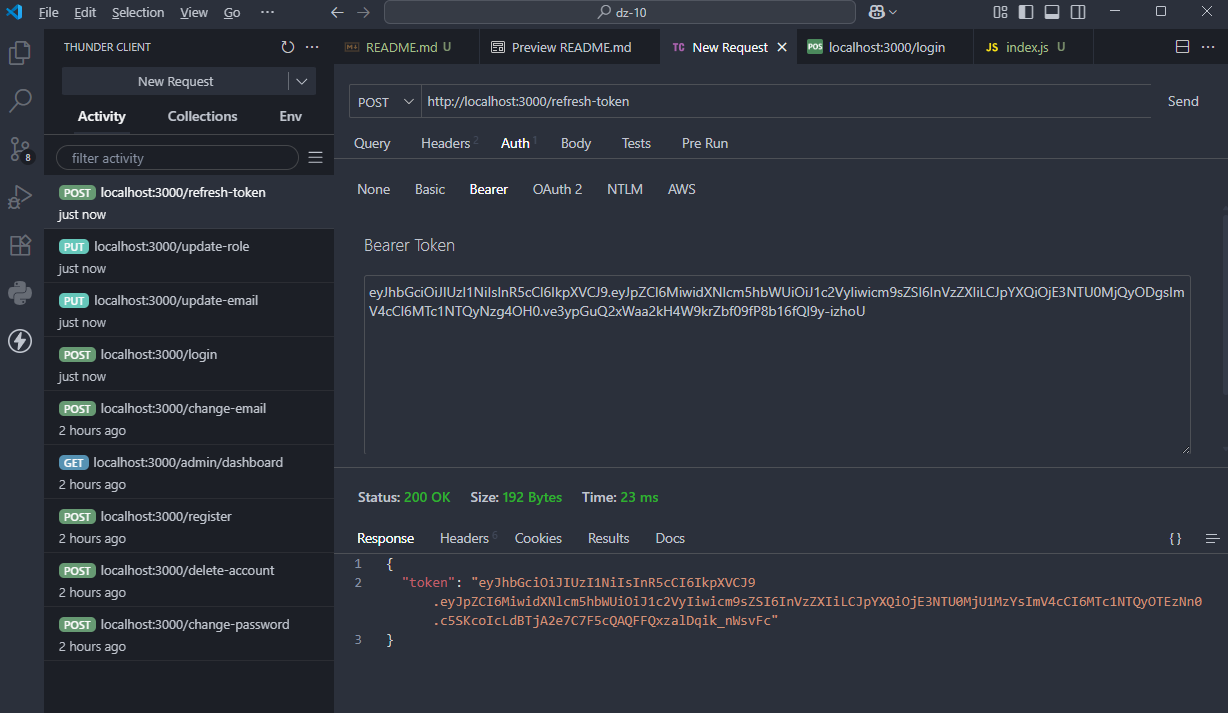 File Edit Selection View Go ··· dz-10
THUNDER CLIENT ···
README.md U Preview README.md TC New Request POS localhost:3000/login JS index.js U ···
New Request
Activity Collections Env
filter activity
POST localhost:3000/refresh-token
just now
PUT localhost:3000/update-role
just now
PUT localhost:3000/update-email
just now
POST localhost:3000/login
just now
POST localhost:3000/change-email
2 hours ago
GET localhost:3000/admin/dashboard
2 hours ago
POST localhost:3000/register
2 hours ago
POST localhost:3000/delete-account
2 hours ago
POST localhost:3000/change-password
2 hours ago
8
POST http://localhost:3000/refresh-token Send
Query Headers 2 Auth 1 Body Tests Pre Run
None Basic Bearer OAuth 2 NTLM AWS
Bearer Token
eyJhbGciOiJIUzI1NiIsInR5cCI6IkpXVCJ9.eyJpZCI6MiwidXNlcm5hbWUiOiJ1c2VyIiwicm9sZSI6InVzZXIiLCJpYXQiOjE3NTU0MjQyODgsIm
V4cCI6MTc1NTQyNzg4OH0.ve3ypGuQ2xWaa2kH4W9krZbf09fP8b16fQl9y-izhoU
Status: 200 OK Size: 192 Bytes Time: 23 ms
Response Headers 6 Cookies Results Docs {}
1 {
2 "token": "eyJhbGciOiJIUzI1NiIsInR5cCI6IkpXVCJ9
.eyJpZCI6MiwidXNlcm5hbWUiOiJ1c2VyIiwicm9sZSI6InVzZXIiLCJpYXQiOjE3NTU0MjU1MzYsImV4cCI6MTc1NTQyOTEzNn0
.c5SKcoIcLdBTjA2e7C7F5cQAQFFQxzalDqik_nWsvFc"
3 }